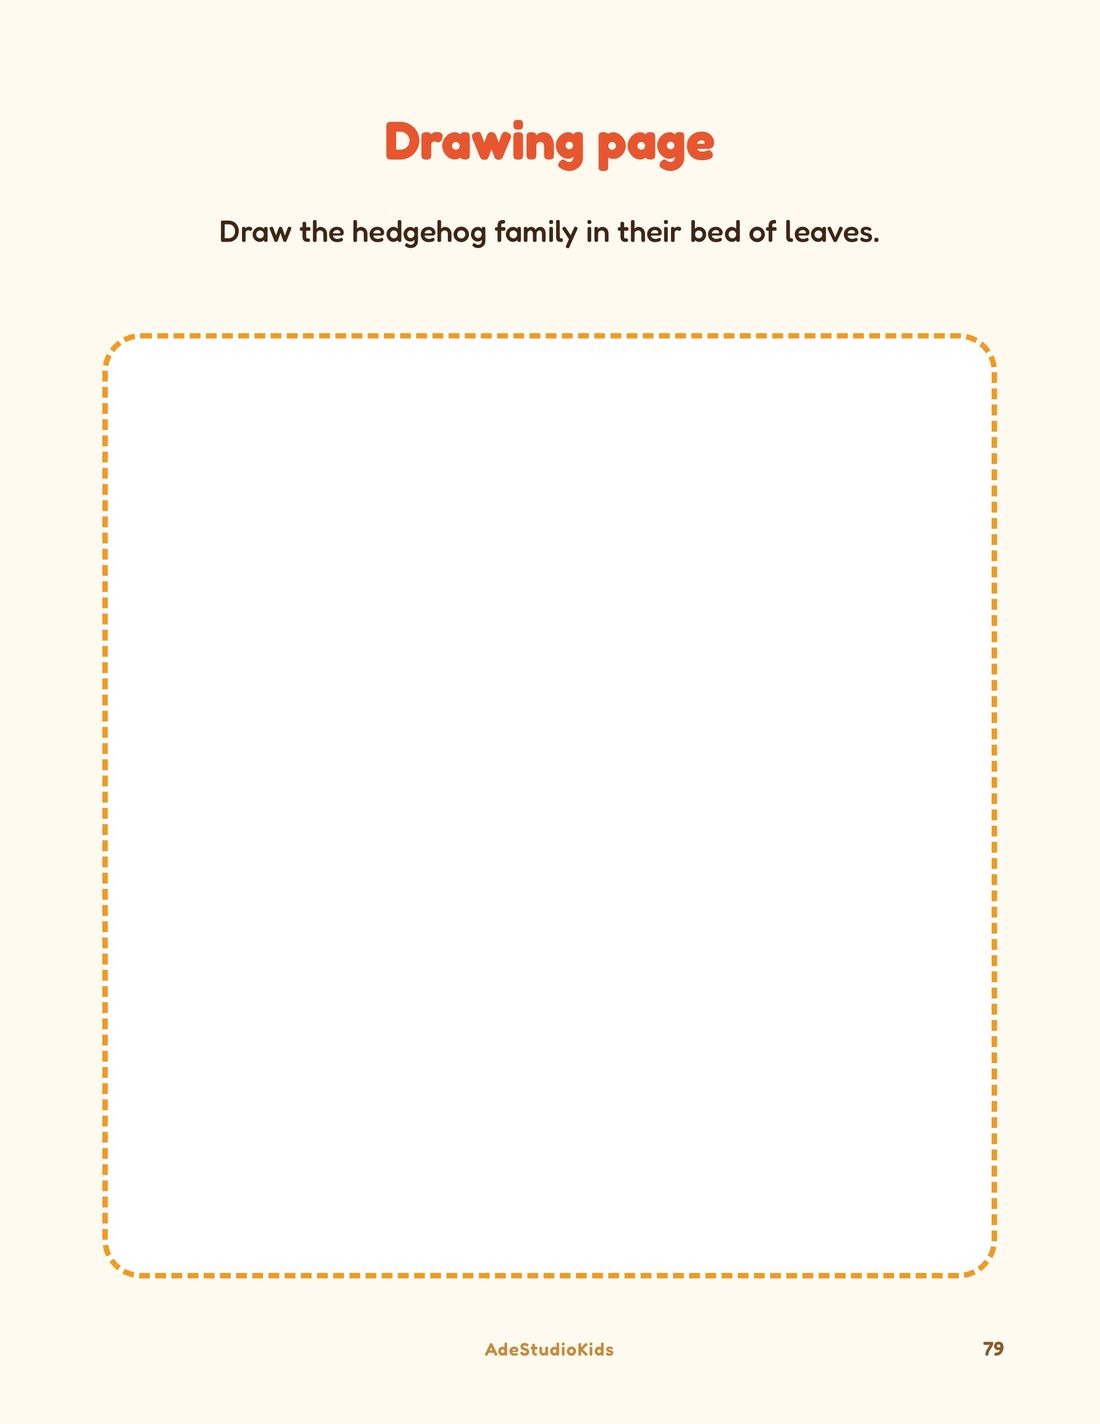 Drawing page
Draw the hedgehog family in their bed of leaves.
AdeStudioKids
79